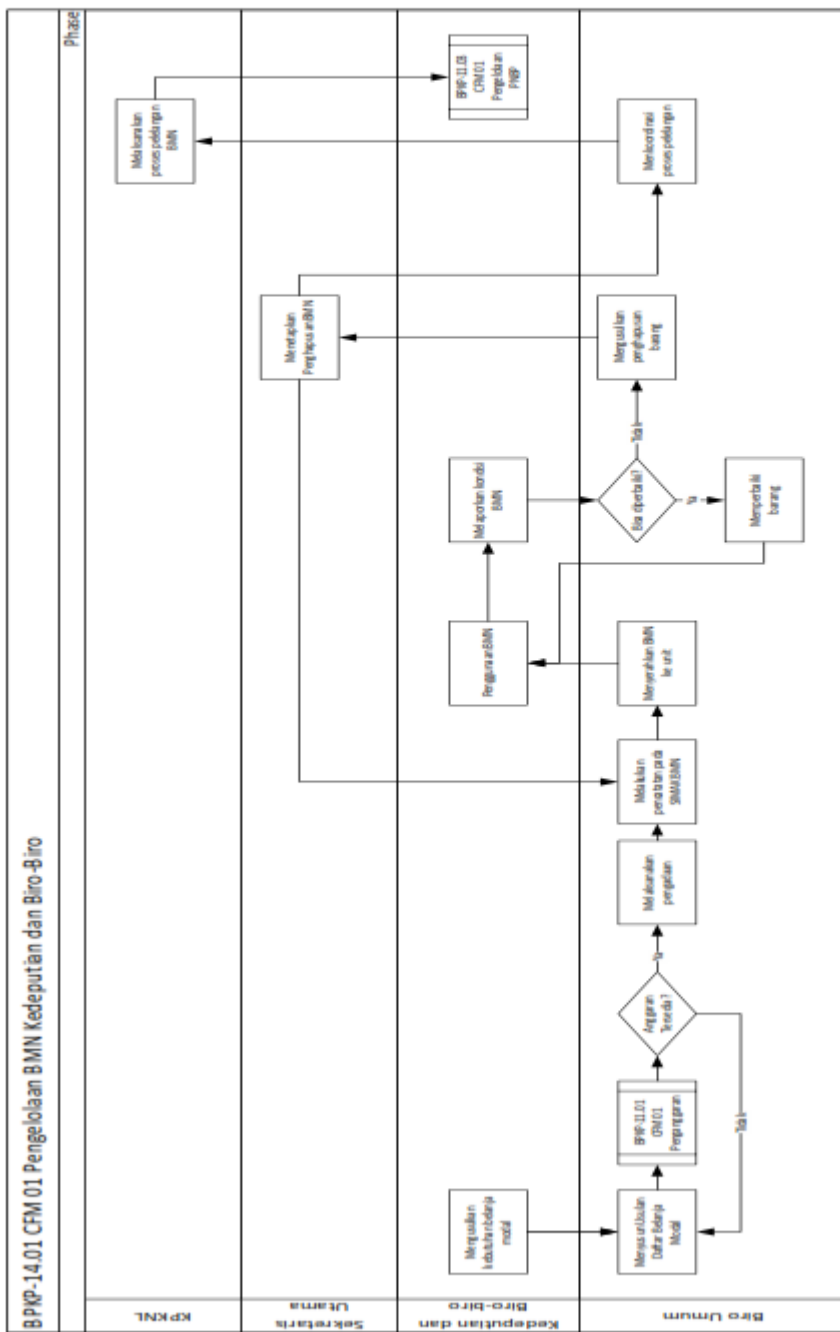 BPKP-14.01 CFM 01 Pengelolaan BMN Kedeputian dan Biro-Biro
Phase
KPKNL
Melaksanakan
proses pelelangan
BMN
Sekretaris
Utama
Menetapkan
Penghapusan BMN
Kedeputian dan
Biro-biro
Mengusulkan
kebutuhan belanja
modal
Penggunaan BMN
Melaporkan kondisi
BMN
BPKP-11.03
CFM 01
Pengelolaan
PNBP
Biro Umum
Menyusun Usulan
Daftar Belanja
Modal
BPKP-11.01
CFM 01
Penganggaran
Anggaran
Tersedia?
Ya
Tidak
Melaksanakan
pengadaan
Melakukan
pencatatan pada
SIMAK BMN
Menyerahkan BMN
ke unit
Bisa diperbaiki?
Tidak
Ya
Memperbaiki
barang
Mengusulkan
penghapusan
barang
Menkoordinasi
proses pelelangan